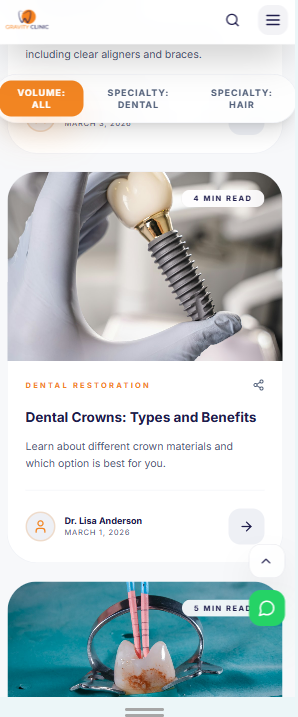 GRAVITY CLINIC
including clear aligners and braces.
VOLUME:
ALL
SPECIALTY:
DENTAL
SPECIALTY:
HAIR
MARCH 3, 2026
4 MIN READ
DENTAL RESTORATION
Dental Crowns: Types and Benefits
Learn about different crown materials and
which option is best for you.
Dr. Lisa Anderson
MARCH 1, 2026
5 MIN READ